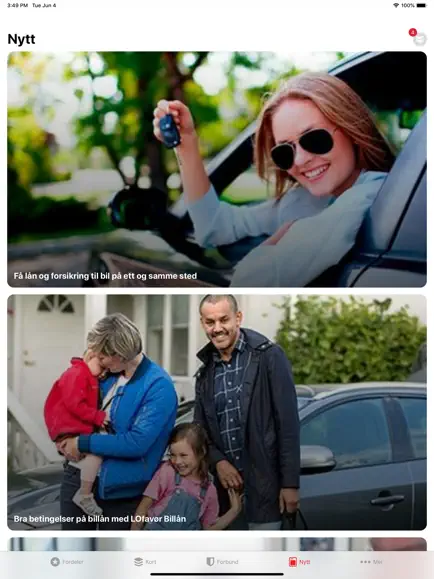 3:49 PM Tue Jun 4
100%
Nytt
4
Få lån og forsikring til bil på ett og samme sted
Bra betingelser på billån med LOfavør Billån
Fordeler
Kort
Forbund
Nytt
Mer